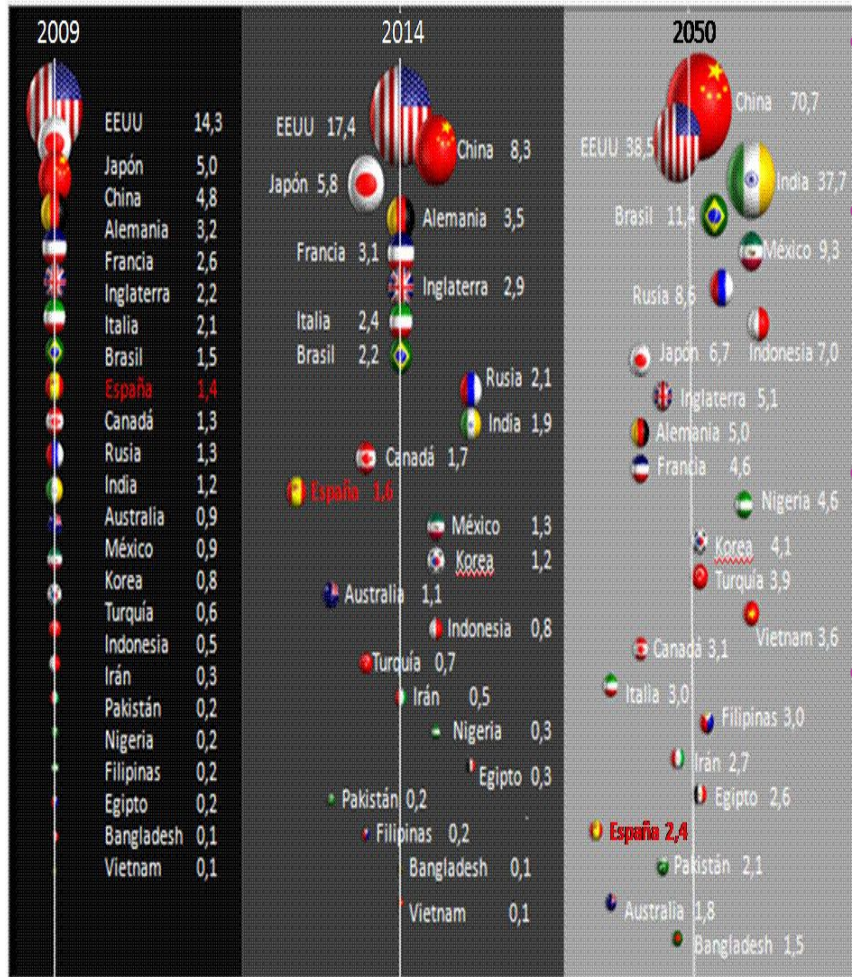 2009
EEUU 14,3
Japón 5,0
China 4,8
Alemania 3,2
Francia 2,6
Inglaterra 2,2
Italia 2,1
Brasil 1,5
España 1,4
Canadá 1,3
Rusia 1,3
India 1,2
Australia 0,9
México 0,9
Korea 0,8
Turquía 0,6
Indonesia 0,5
Irán 0,3
Pakistán 0,2
Nigeria 0,2
Filipinas 0,2
Egipto 0,2
Bangladesh 0,1
Vietnam 0,1
2014
EEUU 17,4
China 8,3
Japón 5,8
Alemania 3,5
Francia 3,1
Inglaterra 2,9
Italia 2,4
Brasil 2,2
Rusia 2,1
India 1,9
Canadá 1,7
España 1,6
México 1,3
Korea 1,2
Australia 1,1
Indonesia 0,8
Turquía 0,7
Irán 0,5
Nigeria 0,3
Egipto 0,3
Pakistán 0,2
Filipinas 0,2
Bangladesh 0,1
Vietnam 0,1
2050
China 70,7
EEUU 38,5
India 37,7
Brasil 11,4
México 9,3
Rusia 8,6
Japón 6,7 Indonesia 7,0
Inglaterra 5,1
Alemania 5,0
Francia 4,6
Nigeria 4,6
Korea 4,1
Turquía 3,9
Vietnam 3,6
Canadá 3,1
Italia 3,0
Filipinas 3,0
Irán 2,7
Egipto 2,6
España 2,4
Pakistán 2,1
Australia 1,8
Bangladesh 1,5